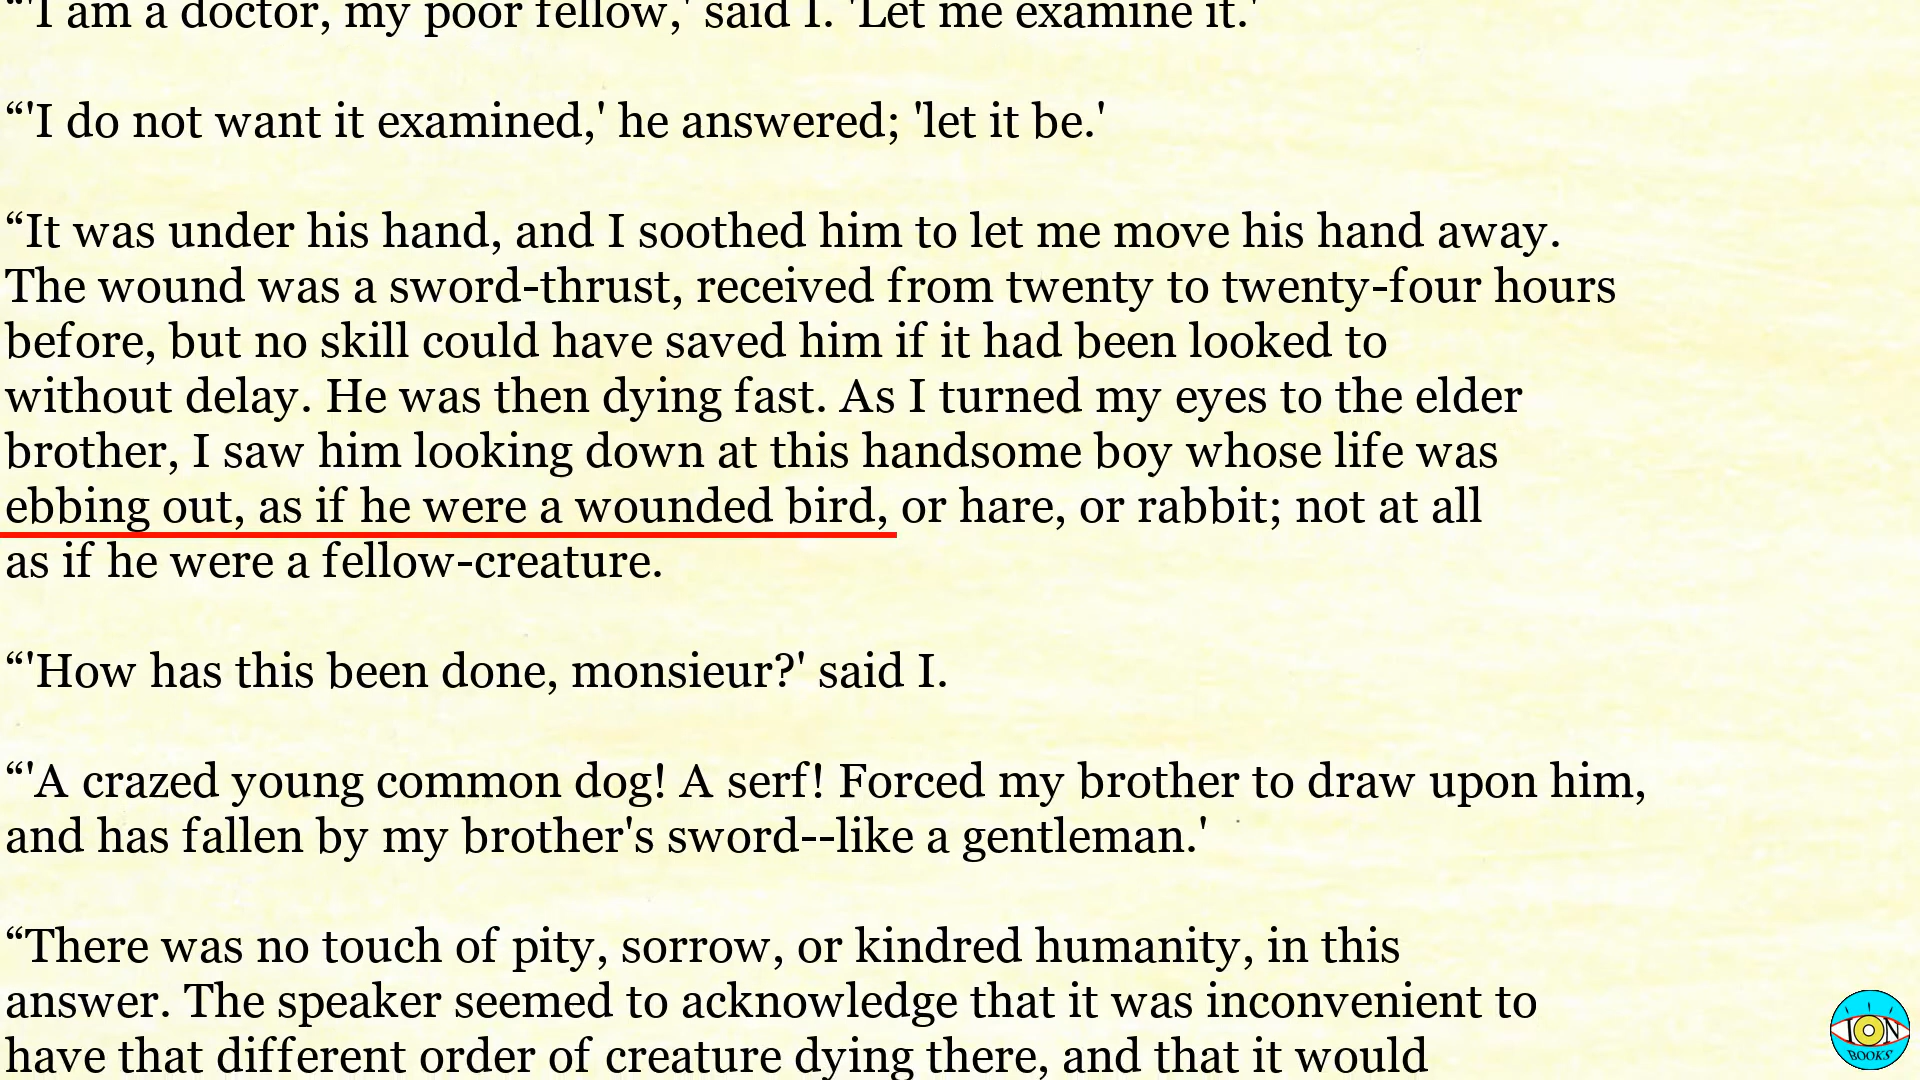 “'I am a doctor, my poor fellow,' said I. 'Let me examine it.'
“'I do not want it examined,' he answered; 'let it be.'
“It was under his hand, and I soothed him to let me move his hand away.
The wound was a sword-thrust, received from twenty to twenty-four hours
before, but no skill could have saved him if it had been looked to
without delay. He was then dying fast. As I turned my eyes to the elder
brother, I saw him looking down at this handsome boy whose life was
ebbing out, as if he were a wounded bird, or hare, or rabbit; not at all
as if he were a fellow-creature.
“'How has this been done, monsieur?' said I.
“'A crazed young common dog! A serf! Forced my brother to draw upon him,
and has fallen by my brother's sword--like a gentleman.'
“There was no touch of pity, sorrow, or kindred humanity, in this
answer. The speaker seemed to acknowledge that it was inconvenient to
have that different order of creature dying there, and that it would
ION
BOOKS